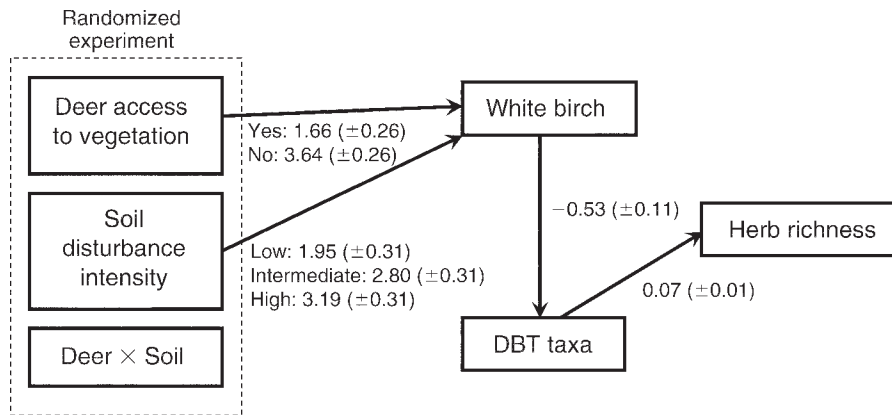 Randomized
experiment
Deer access
to vegetation
White birch
Yes: 1.66 (±0.26)
No: 3.64 (±0.26)
Soil
disturbance
intensity
−0.53 (±0.11)
Herb richness
Low: 1.95 (±0.31)
Intermediate: 2.80 (±0.31)
High: 3.19 (±0.31)
0.07 (±0.01)
Deer × Soil
DBT taxa